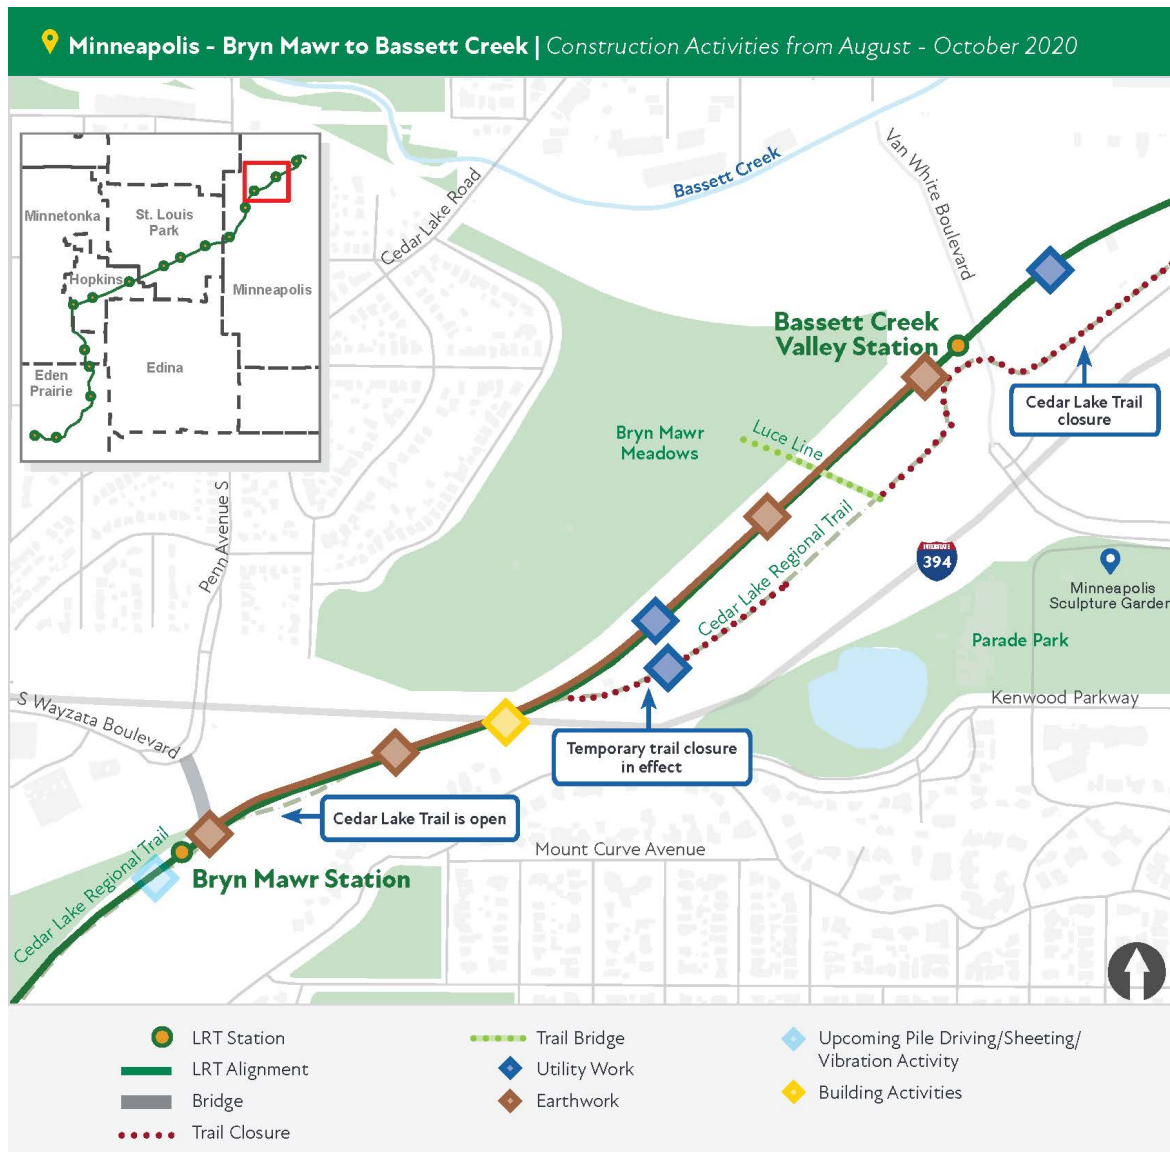 Minneapolis - Bryn Mawr to Bassett Creek | Construction Activities from August - October 2020
Minnetonka
St. Louis
Park
Hopkins
Minneapolis
Edina
Eden
Prairie
Cedar Lake Road
Bassett Creek
Van White Boulevard
Bassett Creek
Valley Station
Cedar Lake Trail
closure
Bryn Mawr
Meadows
Luce Line
Penn Avenue S
Cedar Lake Regional Trail
INTERSTATE
394
Minneapolis
Sculpture Garden
Parade Park
Kenwood Parkway
S Wayzata Boulevard
Temporary trail closure
in effect
Cedar Lake Trail is open
Mount Curve Avenue
Cedar Lake Regional Trail
Bryn Mawr Station
LRT Station
LRT Alignment
Bridge
Trail Closure
Trail Bridge
Utility Work
Earthwork
Upcoming Pile Driving/Sheeting/
Vibration Activity
Building Activities